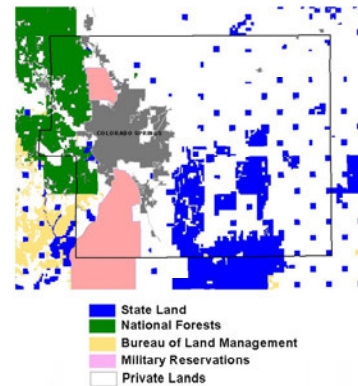 COLORADO SPRINGS
State Land
National Forests
Bureau of Land Management
Military Reservations
Private Lands